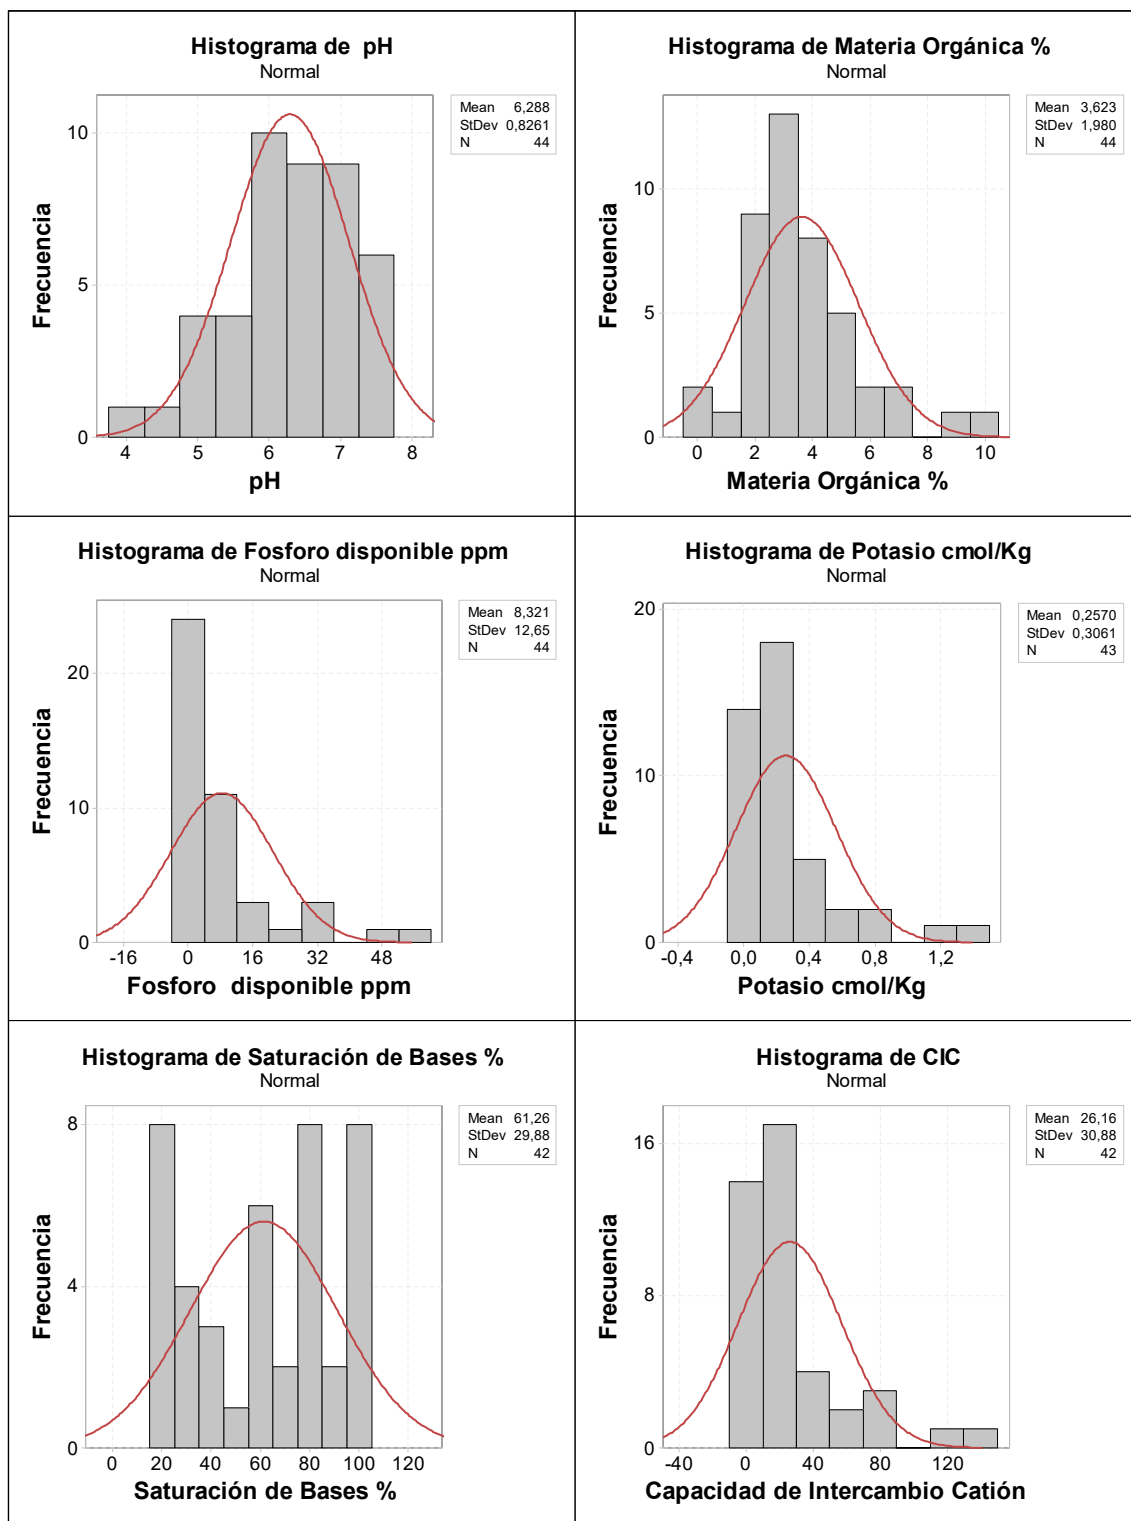 Histograma de  pH
Normal
Mean 6,288
StDev 0,8261
N 44
Frecuencia
10
5
0
4 5 6 7 8
pH
Histograma de Materia Orgánica %
Normal
Mean 3,623
StDev 1,980
N 44
Frecuencia
10
5
0
0 2 4 6 8 10
Materia Orgánica %
Histograma de Fosforo disponible ppm
Normal
Mean 8,321
StDev 12,65
N 44
Frecuencia
20
10
0
-16 0 16 32 48
Fosforo  disponible ppm
Histograma de Potasio cmol/Kg
Normal
Mean 0,2570
StDev 0,3061
N 43
Frecuencia
20
10
0
-0,4 0,0 0,4 0,8 1,2
Potasio cmol/Kg
Histograma de Saturación de Bases %
Normal
Mean 61,26
StDev 29,88
N 42
Frecuencia
8
4
0
0 20 40 60 80 100 120
Saturación de Bases %
Histograma de CIC
Normal
Mean 26,16
StDev 30,88
N 42
Frecuencia
16
8
0
-40 0 40 80 120
Capacidad de Intercambio Catión